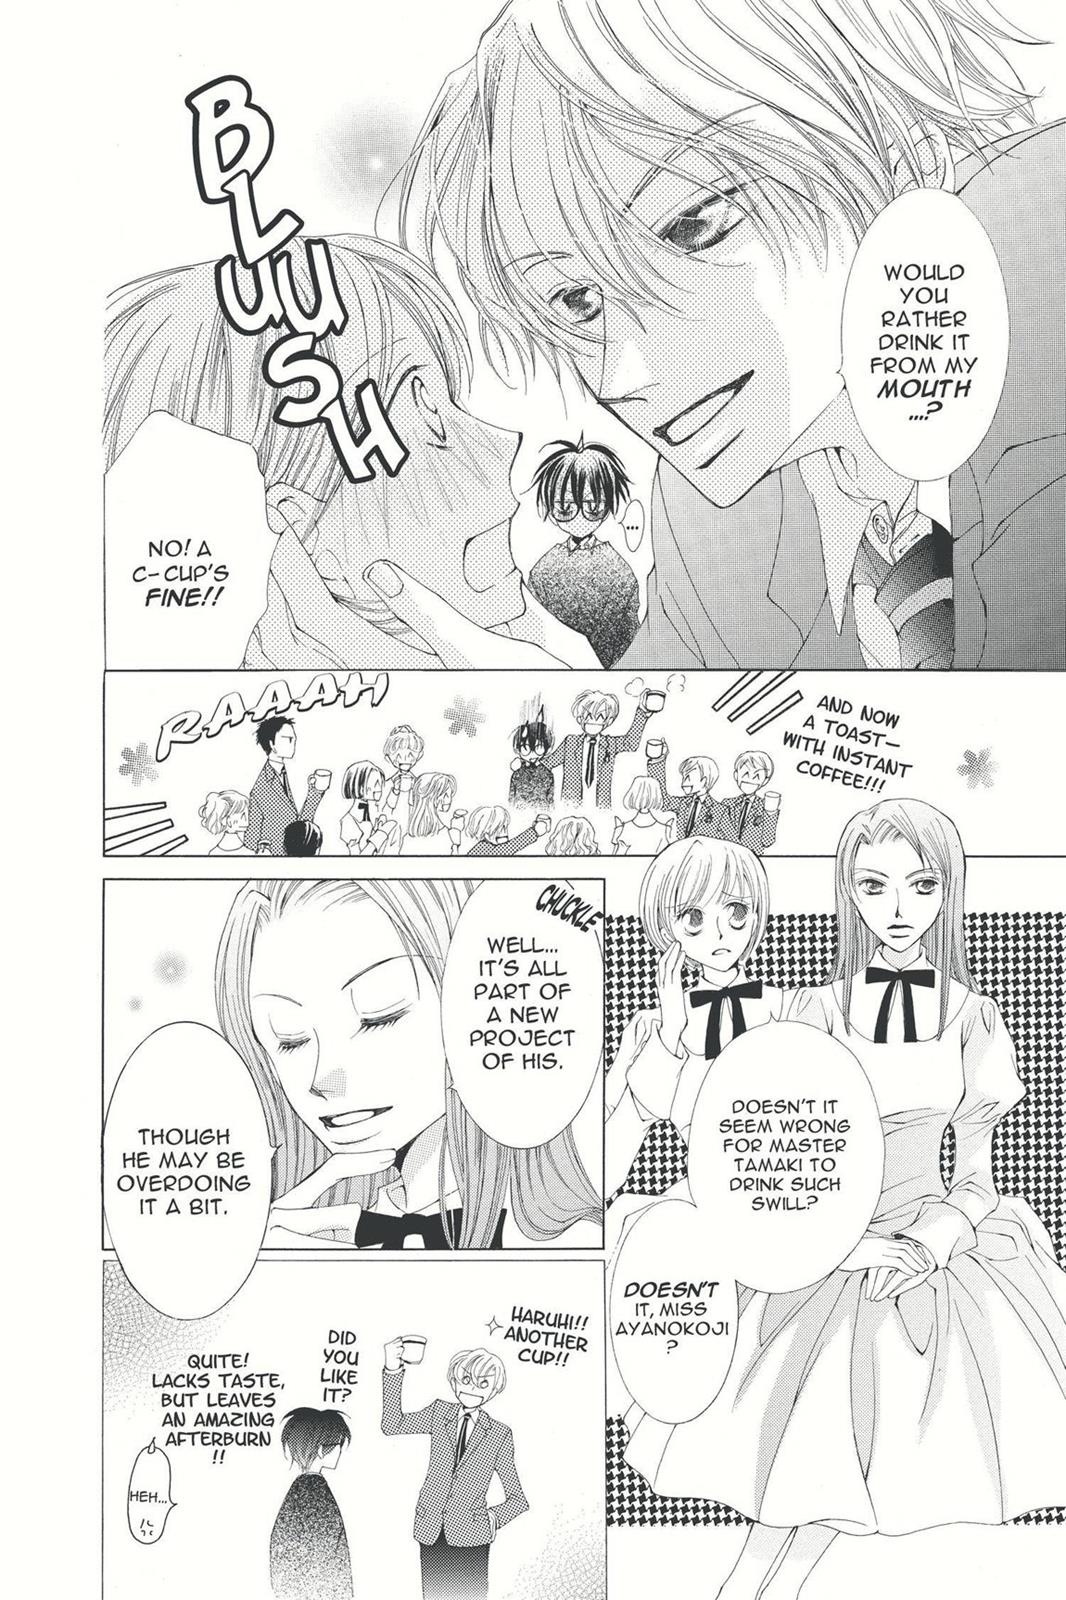 WOULD
YOU
RATHER
DRINK IT
FROM MY
MOUTH
...?
BLUUSH
...
NO! A
C-CUP'S
FINE!!
RAAAAH
AND NOW
A TOAST—
WITH INSTANT
COFFEE!!!
DOESN'T IT
SEEM WRONG
FOR MASTER
TAMAKI TO
DRINK SUCH
SWILL?
DOESN'T
IT, MISS
AYANOKOJI
?
CHUCKLE
WELL...
IT'S ALL
PART OF
A NEW
PROJECT
OF HIS.
THOUGH
HE MAY BE
OVERDOING
IT A BIT.
HARUHI!!
ANOTHER
CUP!!
DID
YOU
LIKE
IT?
QUITE!
LACKS TASTE,
BUT LEAVES
AN AMAZING
AFTERBURN
!!
HEH...